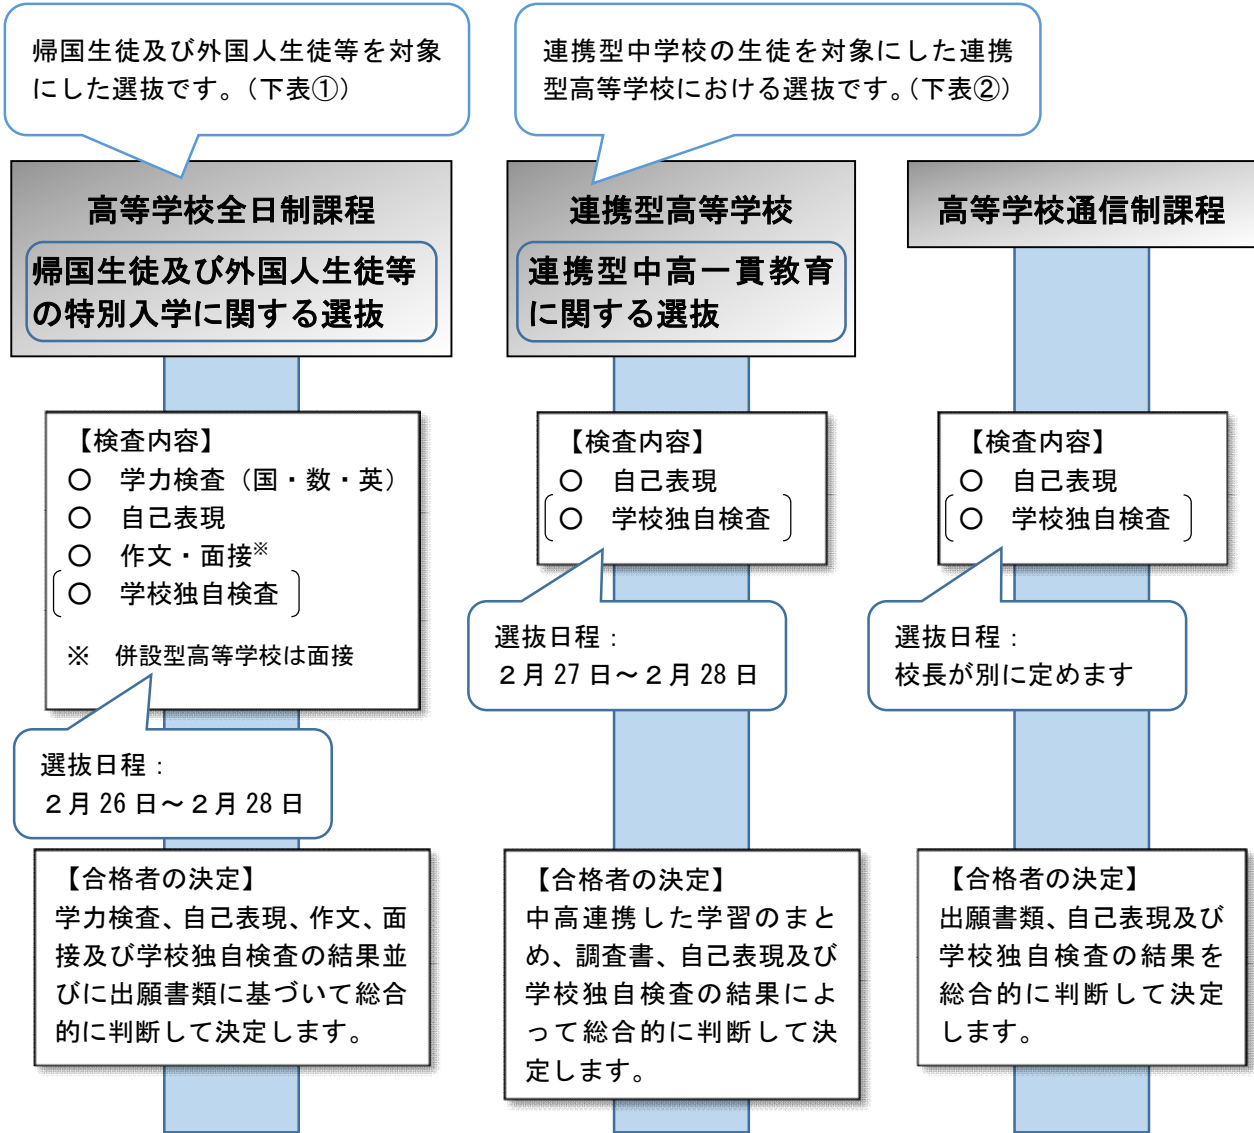 帰国生徒及び外国人生徒等を対象
にした選抜です。（下表①）
連携型中学校の生徒を対象にした連携
型高等学校における選抜です。（下表②）
高等学校全日制課程
帰国生徒及び外国人生徒等
の特別入学に関する選抜
連携型高等学校
連携型中高一貫教育
に関する選抜
高等学校通信制課程
【検査内容】
○ 学力検査（国・数・英）
○ 自己表現
○ 作文・面接※
○ 学校独自検査
※ 併設型高等学校は面接
【検査内容】
○ 自己表現
○ 学校独自検査
【検査内容】
○ 自己表現
○ 学校独自検査
選抜日程：
２月26日～２月28日
選抜日程：
２月27日～２月28日
選抜日程：
校長が別に定めます
【合格者の決定】
学力検査、自己表現、作文、面
接及び学校独自検査の結果並
びに出願書類に基づいて総合
的に判断して決定します。
【合格者の決定】
中高連携した学習のまと
め、調査書、自己表現及び
学校独自検査の結果によ
って総合的に判断して決
定します。
【合格者の決定】
出願書類、自己表現及び
学校独自検査の結果を
総合的に判断して決定
します。